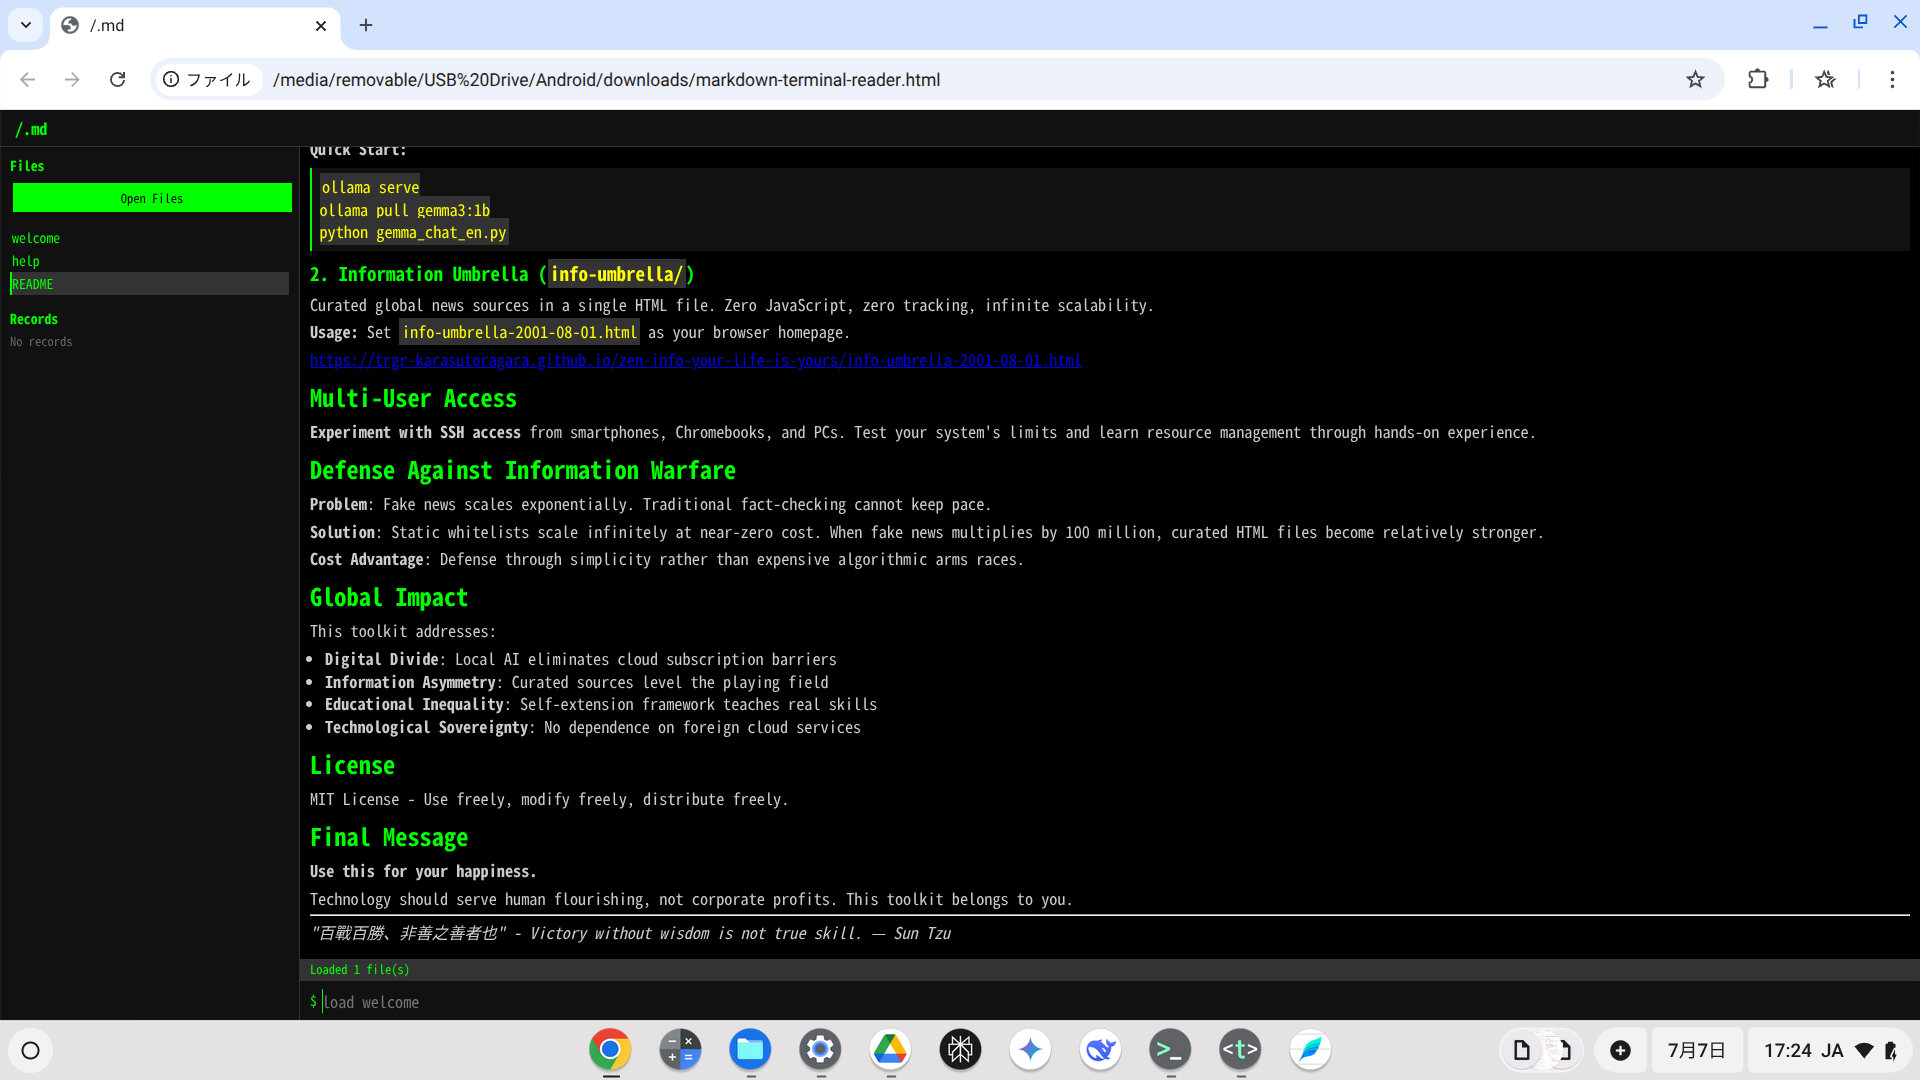 /.md
ファイル
/media/removable/USB%20Drive/Android/downloads/markdown-terminal-reader.html
/.md
Files
Open Files
welcome
help
README
Records
No records
Quick Start:
ollama serve
ollama pull gemma3:1b
python gemma_chat_en.py
2. Information Umbrella (info-umbrella/)
Curated global news sources in a single HTML file. Zero JavaScript, zero tracking, infinite scalability.
Usage: Set info-umbrella-2001-08-01.html as your browser homepage.
https://trgr-karasutoragara.github.io/zen-info-your-life-is-yours/info-umbrella-2001-08-01.html
Multi-User Access
Experiment with SSH access from smartphones, Chromebooks, and PCs. Test your system's limits and learn resource management through hands-on experience.
Defense Against Information Warfare
Problem: Fake news scales exponentially. Traditional fact-checking cannot keep pace.
Solution: Static whitelists scale infinitely at near-zero cost. When fake news multiplies by 100 million, curated HTML files become relatively stronger.
Cost Advantage: Defense through simplicity rather than expensive algorithmic arms races.
Global Impact
This toolkit addresses:
• Digital Divide: Local AI eliminates cloud subscription barriers
• Information Asymmetry: Curated sources level the playing field
• Educational Inequality: Self-extension framework teaches real skills
• Technological Sovereignty: No dependence on foreign cloud services
License
MIT License - Use freely, modify freely, distribute freely.
Final Message
Use this for your happiness.
Technology should serve human flourishing, not corporate profits. This toolkit belongs to you.
"百戰百勝、非善之善者也" - Victory without wisdom is not true skill. — Sun Tzu
Loaded 1 file(s)
$ load welcome
>_
<t>
7月7日
17:24 JA